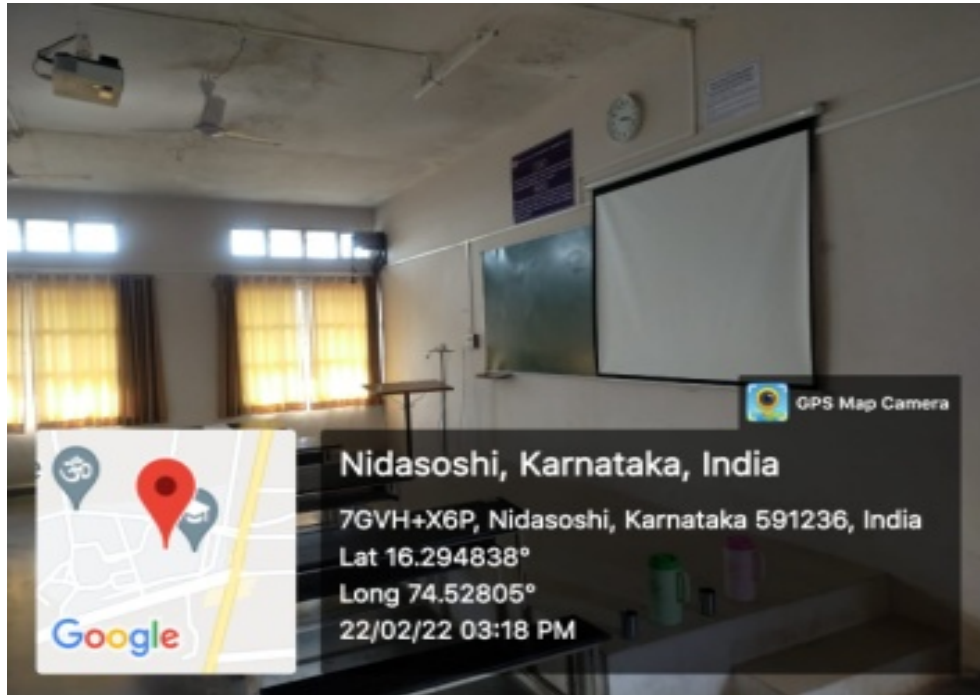 GPS Map Camera
Nidasoshi, Karnataka, India
7GVH+X6P, Nidasoshi, Karnataka 591236, India
Lat 16.294838°
Long 74.52805°
22/02/22 03:18 PM
ॐ
Google